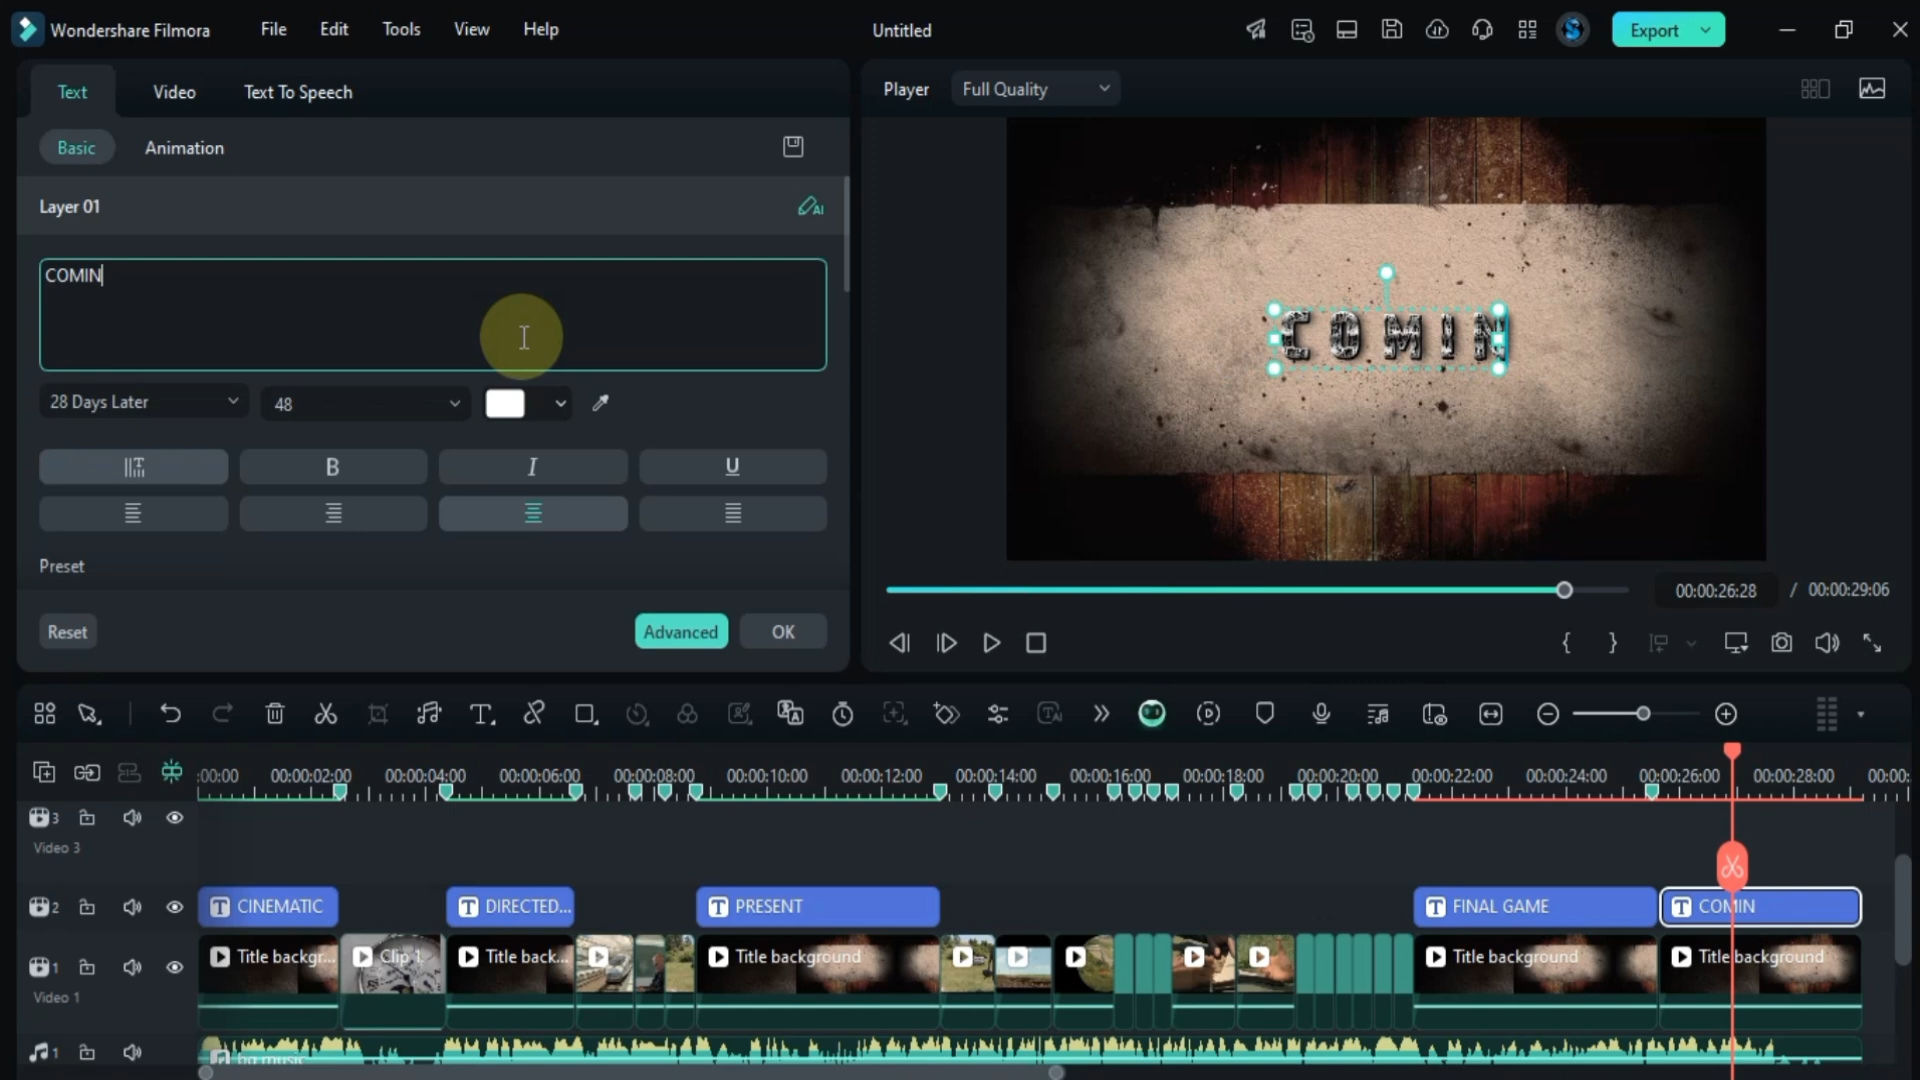 Wondershare Filmora File Edit Tools View Help Untitled Export
Text Video Text To Speech
Player Full Quality
Basic Animation
Layer 01
AI
COMIN
COMIN
28 Days Later 48
B I U
Preset
Reset Advanced OK
00:00:26:28 / 00:00:29:06
:00:00 00:00:02:00 00:00:04:00 00:00:06:00 00:00:08:00 00:00:10:00 00:00:12:00 00:00:14:00 00:00:16:00 00:00:18:00 00:00:20:00 00:00:22:00 00:00:24:00 00:00:26:00 00:00:28:00 00:00:
3
Video 3
2 CINEMATIC DIRECTED... PRESENT FINAL GAME COMIN
1 Title backgr... Clip 1 Title back... Title background Title background Title background
Video 1
1 bg music